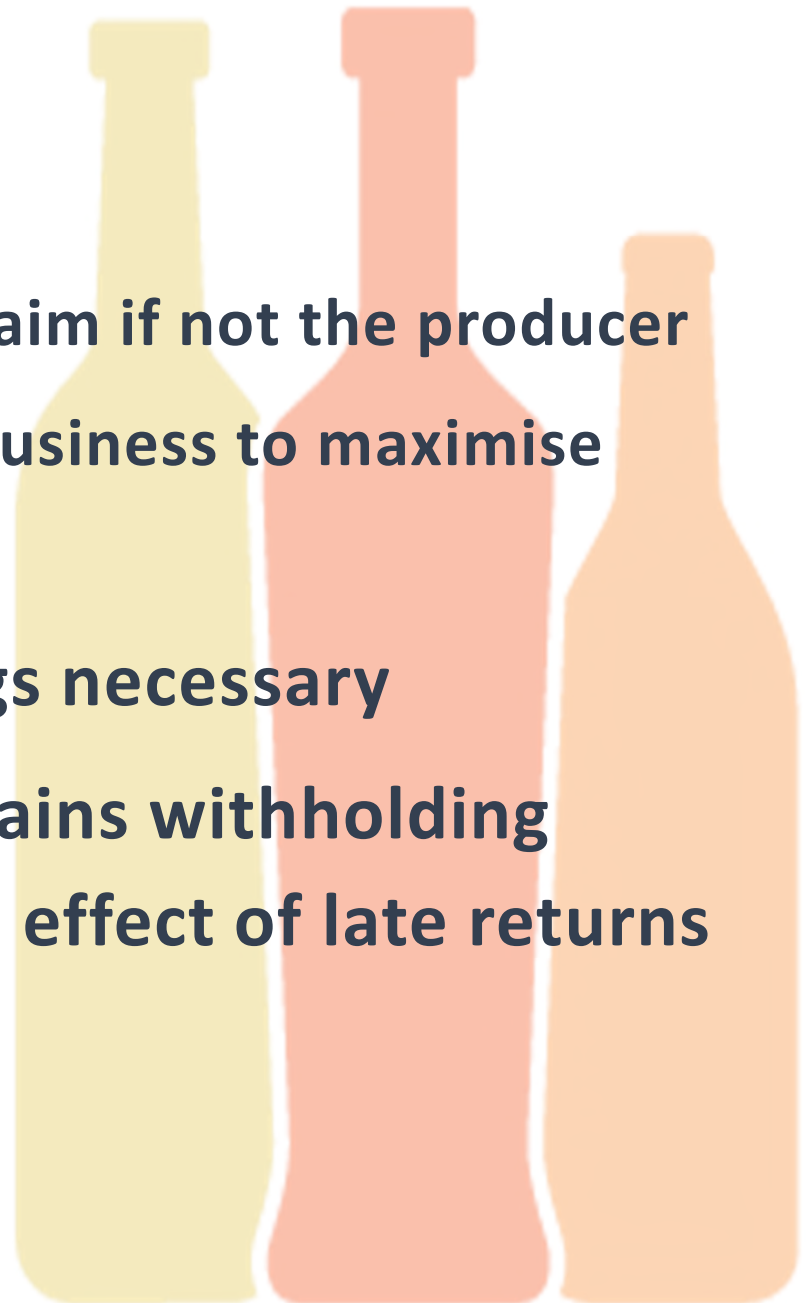 aim if not the producer
usiness to maximise
gs necessary
ains withholding
effect of late returns